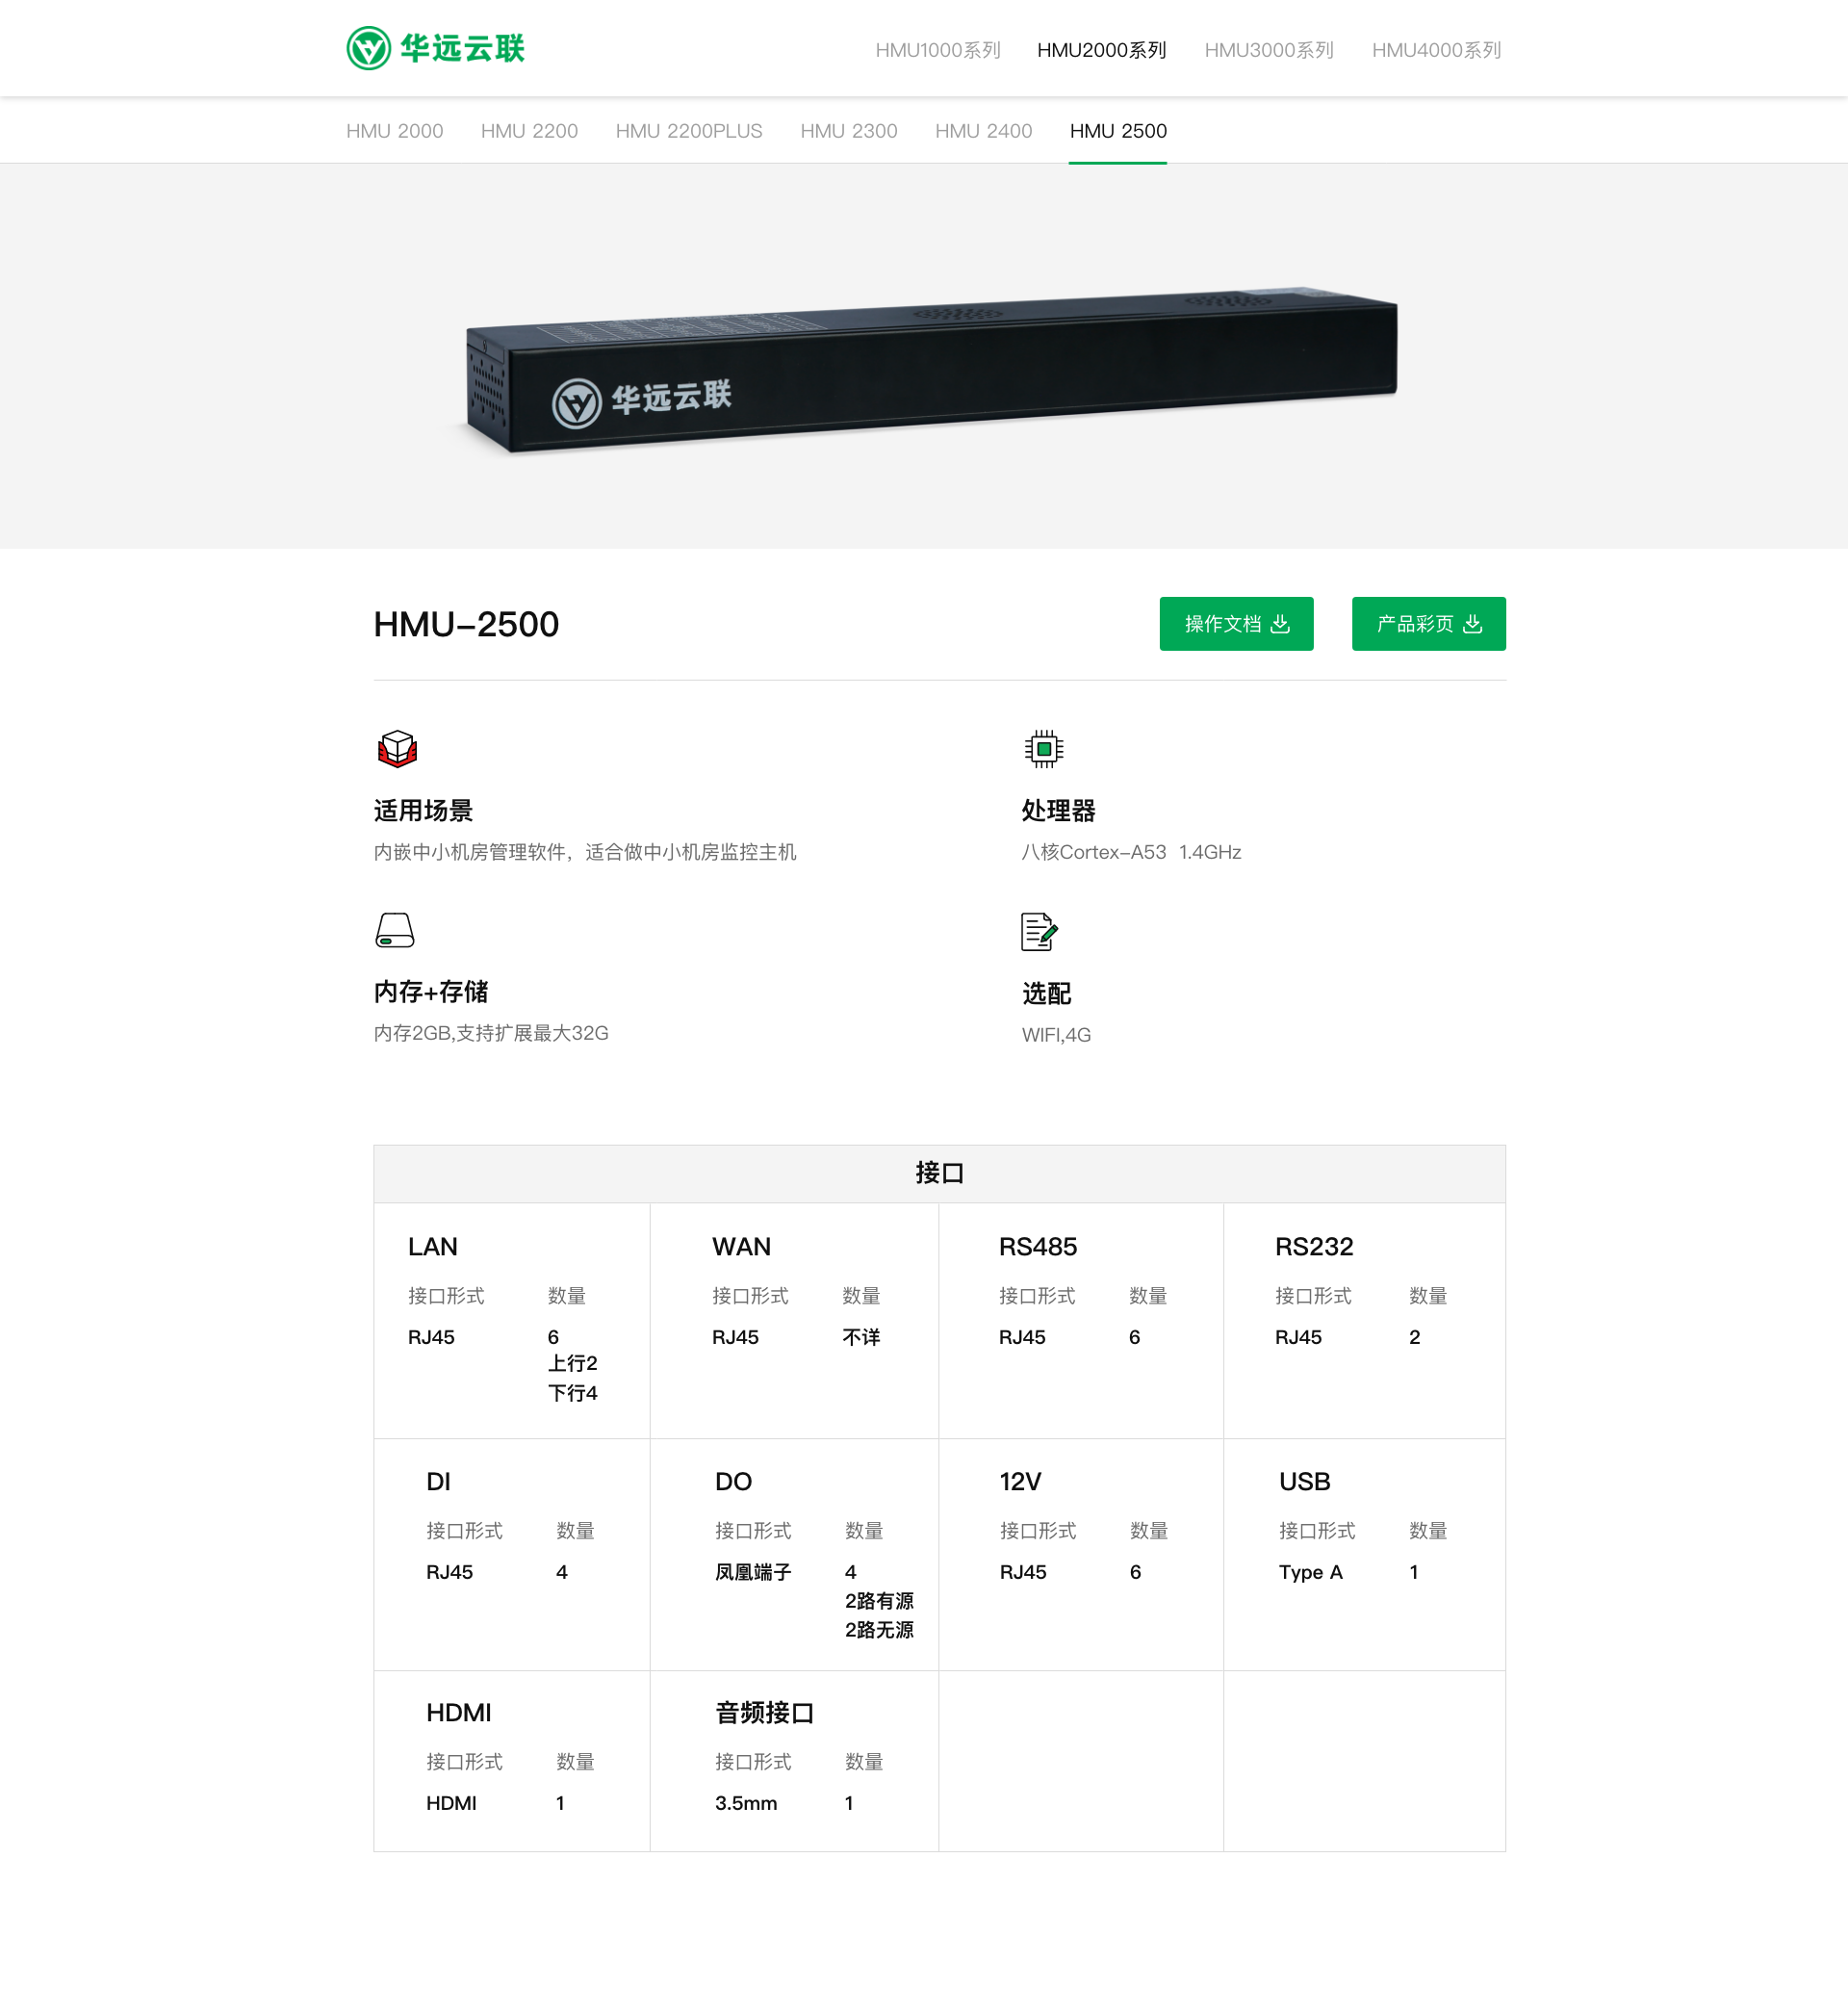 华远云联
HMU1000系列 HMU2000系列 HMU3000系列 HMU4000系列
HMU 2000 HMU 2200 HMU 2200PLUS HMU 2300 HMU 2400 HMU 2500
华远云联
HMU-2500
操作文档 产品彩页
适用场景 处理器
内嵌中小机房管理软件，适合做中小机房监控主机 八核Cortex-A53 1.4GHz
内存+存储 选配
内存2GB,支持扩展最大32G WIFI,4G
接口
LAN WAN RS485 RS232
接口形式 数量 接口形式 数量 接口形式 数量 接口形式 数量
RJ45 6 RJ45 不详 RJ45 6 RJ45 2
上行2
下行4
DI DO 12V USB
接口形式 数量 接口形式 数量 接口形式 数量 接口形式 数量
RJ45 4 凤凰端子 4 RJ45 6 Type A 1
2路有源
2路无源
HDMI 音频接口
接口形式 数量 接口形式 数量
HDMI 1 3.5mm 1